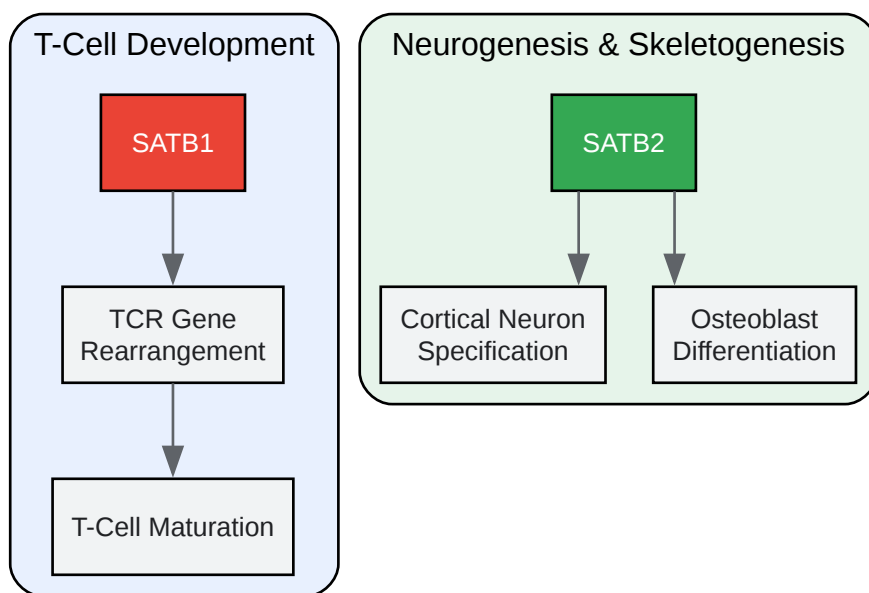 T-Cell Development
SATB1
TCR Gene
Rearrangement
T-Cell Maturation
Neurogenesis & Skeletogenesis
SATB2
Cortical Neuron
Specification
Osteoblast
Differentiation